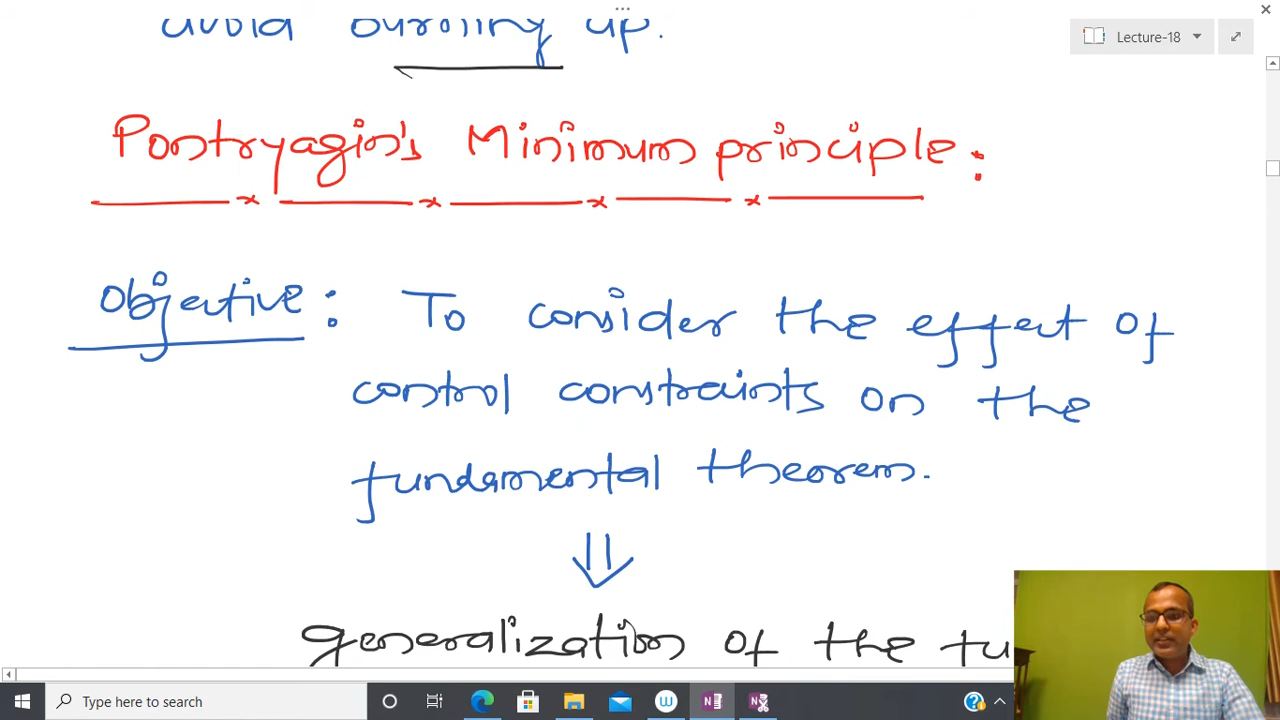 avoid burning up.
Lecture-18
Pontryagin's Minimum principle:
Objective: To consider the effect of
control constraints on the
fundamental theorem.
generalization of the fu
Type here to search